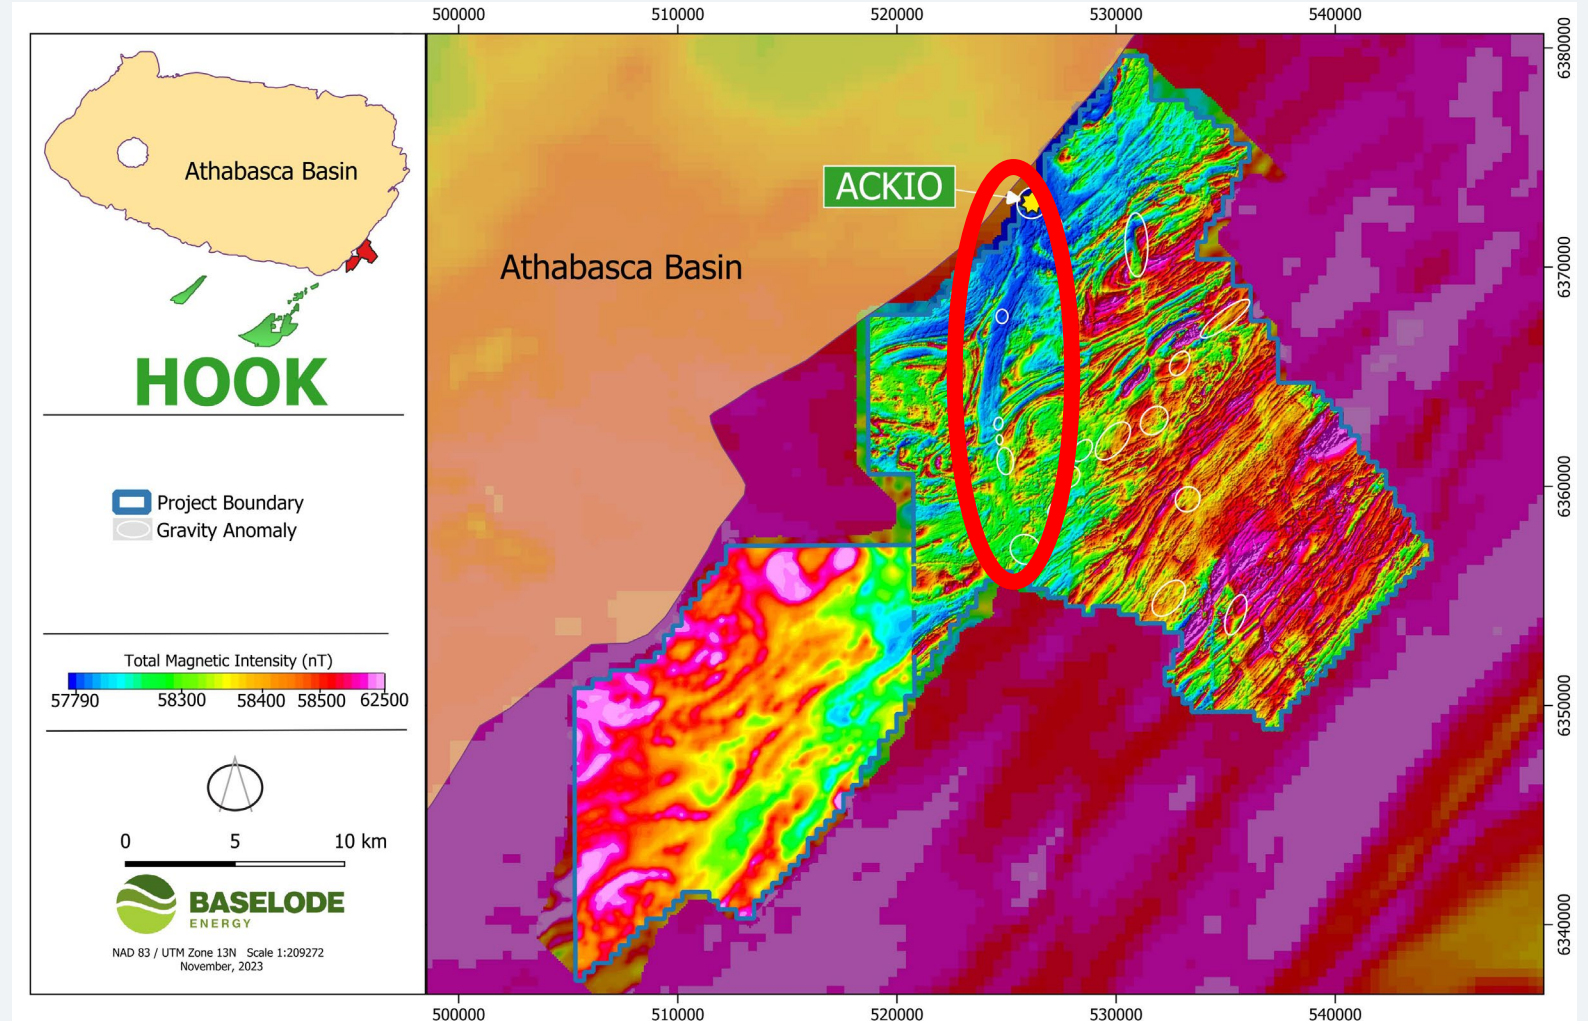 500000 510000 520000 530000 540000
Athabasca Basin
HOOK
Project Boundary
Gravity Anomaly
Total Magnetic Intensity (nT)
57790 58300 58400 58500 62500
0 5 10 km
BASELODE
ENERGY
NAD 83 / UTM Zone 13N Scale 1:209272
November, 2023
ACKIO
Athabasca Basin
6380000
6370000
6360000
6350000
6340000
500000 510000 520000 530000 540000